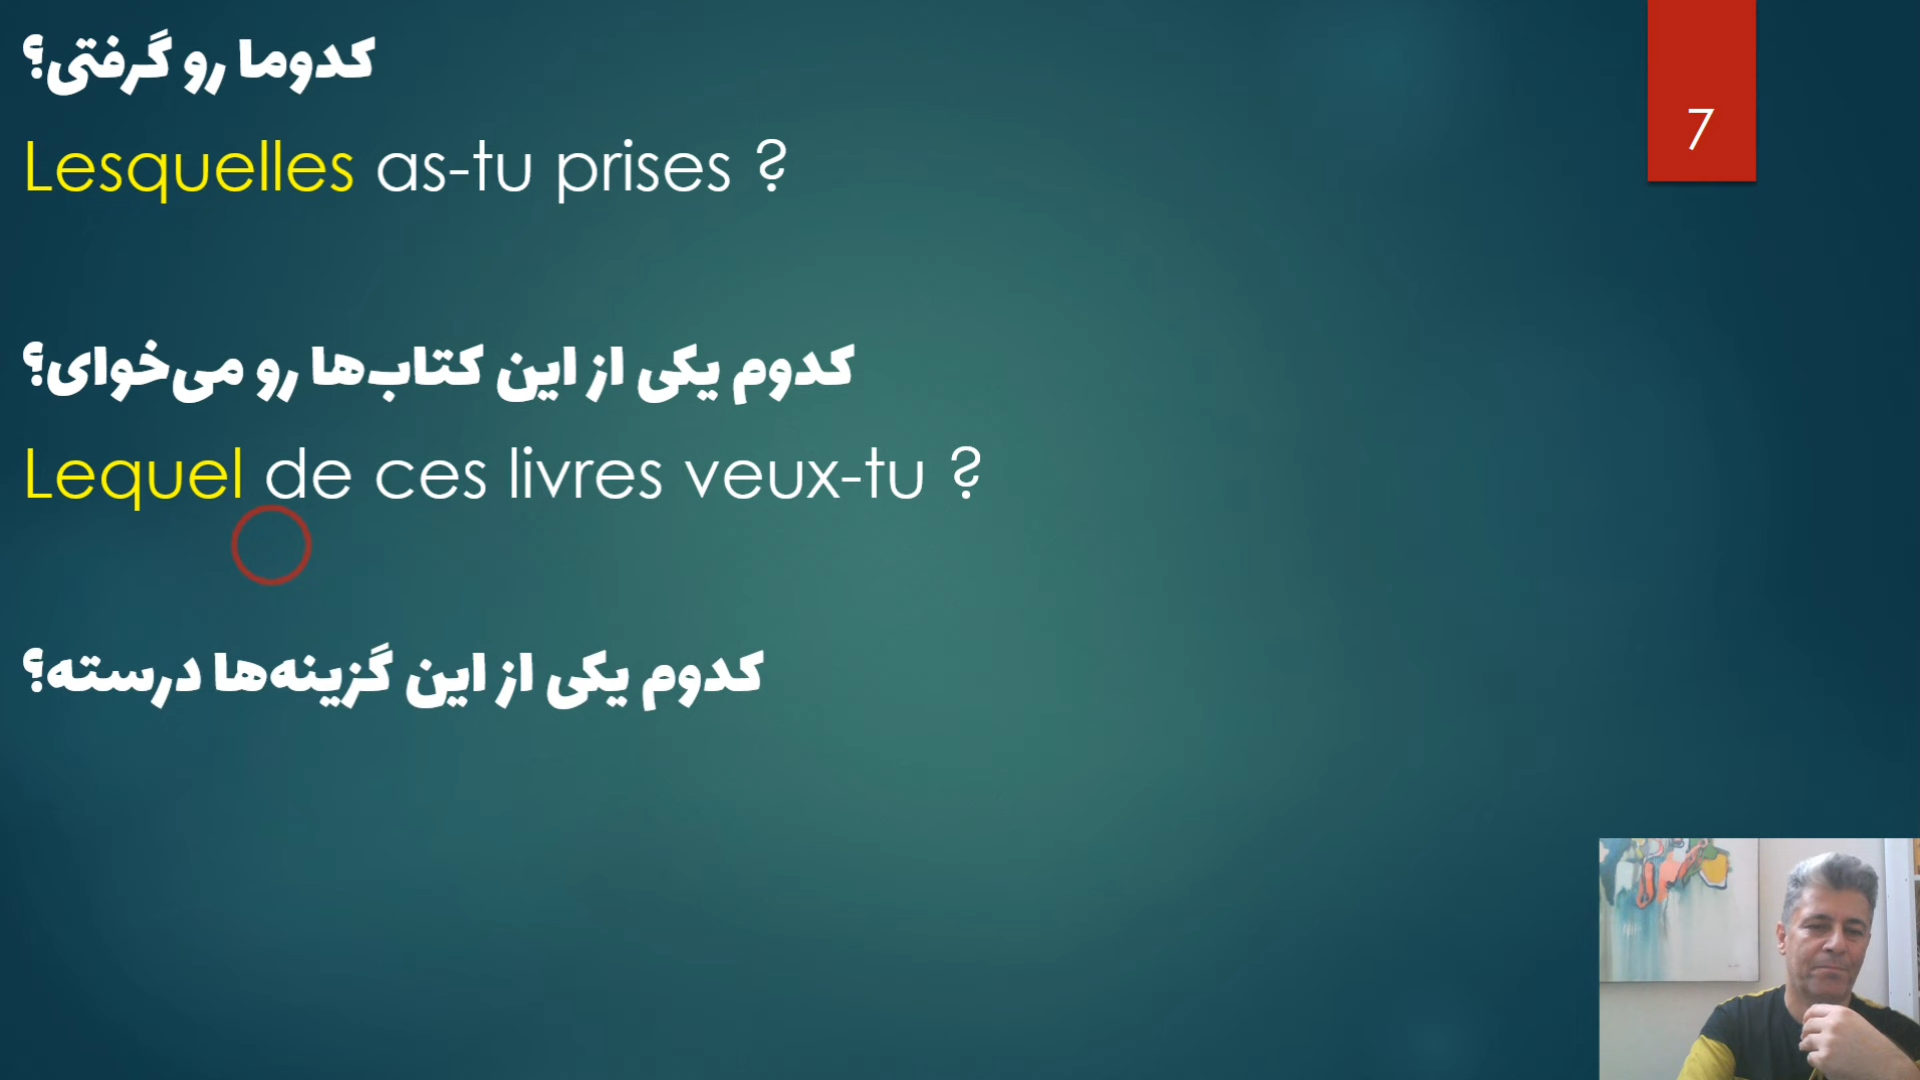 کدوما رو گرفتی؟
Lesquelles as-tu prises ?
7
کدوم یکی از این کتاب‌ها رو می‌خوای؟
Lequel de ces livres veux-tu ?
کدوم یکی از این گزینه‌ها درسته؟